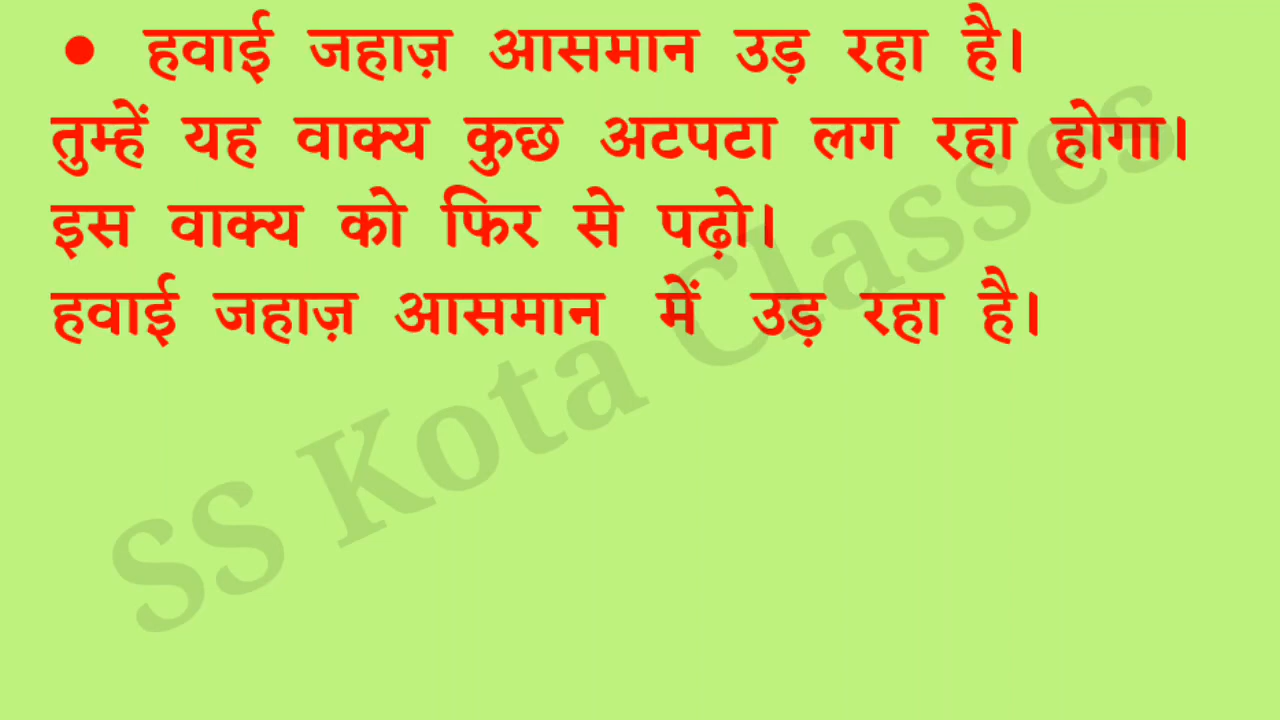 • हवाई जहाज़ आसमान उड़ रहा है।
तुम्हें यह वाक्य कुछ अटपटा लग रहा होगा।
इस वाक्य को फिर से पढ़ो।
हवाई जहाज़ आसमान में उड़ रहा है।
SS Kota Classes